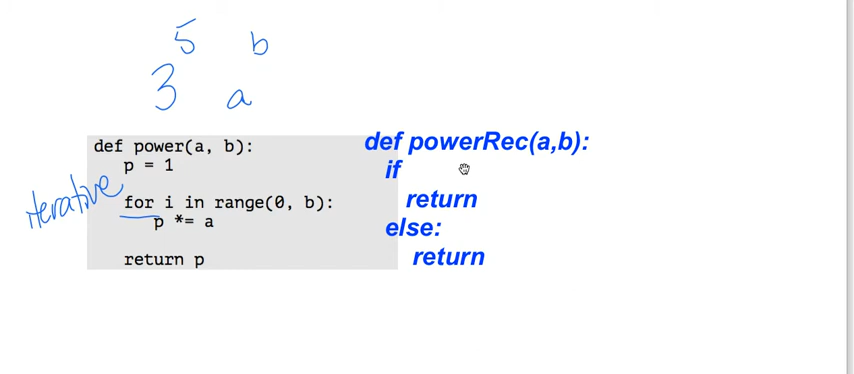 5 b
3 a
def power(a, b):
p = 1
for i in range(0, b):
p *= a
return p
iterative
def powerRec(a,b):
if
return
else:
return